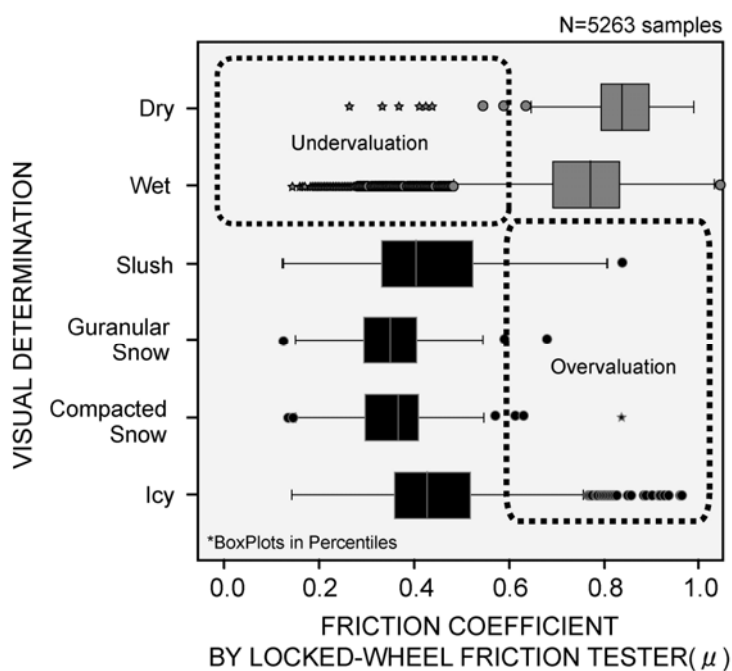 N=5263 samples
VISUAL DETERMINATION
Dry
Wet
Slush
Guranular
Snow
Compacted
Snow
Icy
Undervaluation
Overvaluation
*BoxPlots in Percentiles
0.0 0.2 0.4 0.6 0.8 1.0
FRICTION COEFFICIENT
BY LOCKED-WHEEL FRICTION TESTER(μ)